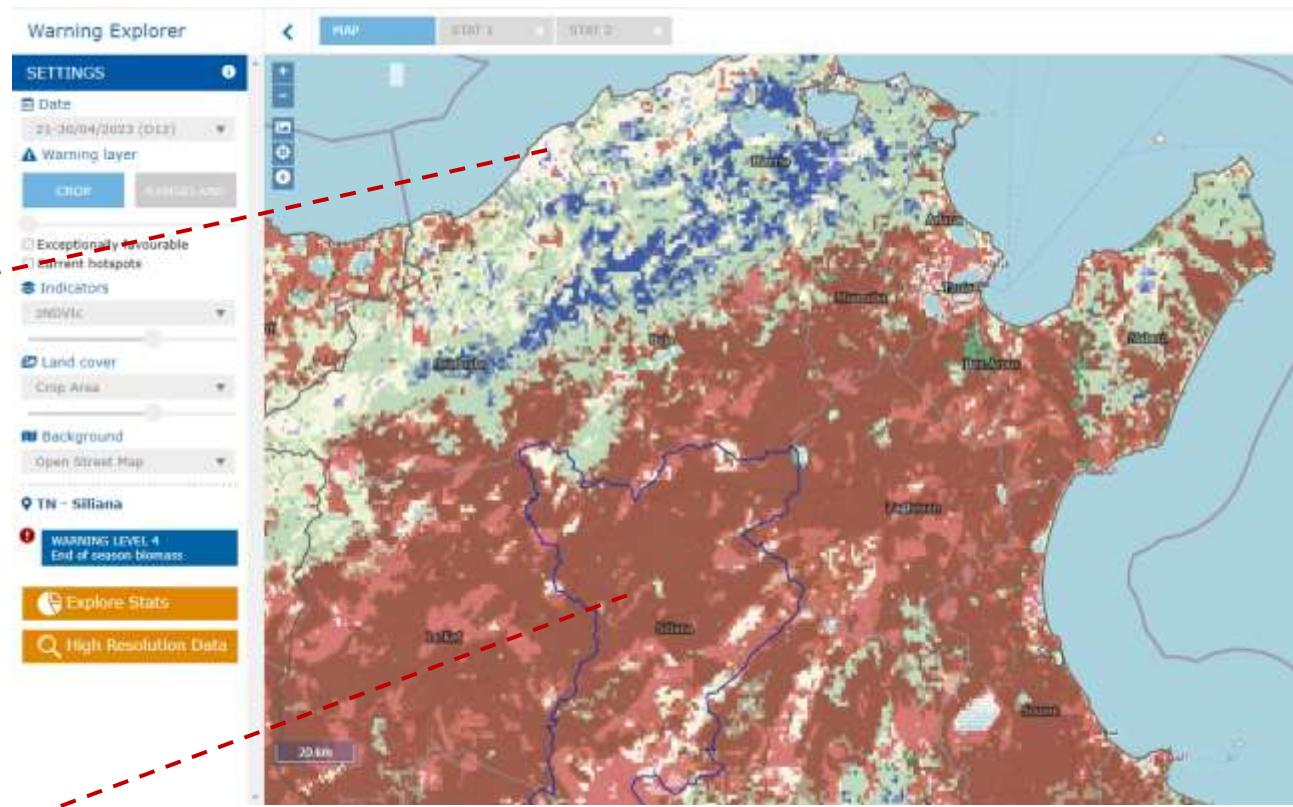 Warning Explorer
MAP
STAT 1
STAT 2
SETTINGS
Date
21-30/04/2023 (D12)
Warning layer
CROP
RANGELAND
Exceptionally favourable
Current hotspots
Indicators
zNDVIc
Land cover
Crop Area
Background
Open Street Map
TN - Siliana
WARNING LEVEL 4
End of season biomass
Explore Stats
High Resolution Data
Bizerte
Ariana
Tunis
Manouba
Nabeul
Beja
Jendouba
Ben Arous
Zaghouan
Le Kef
Siliana
Sousse
20 km